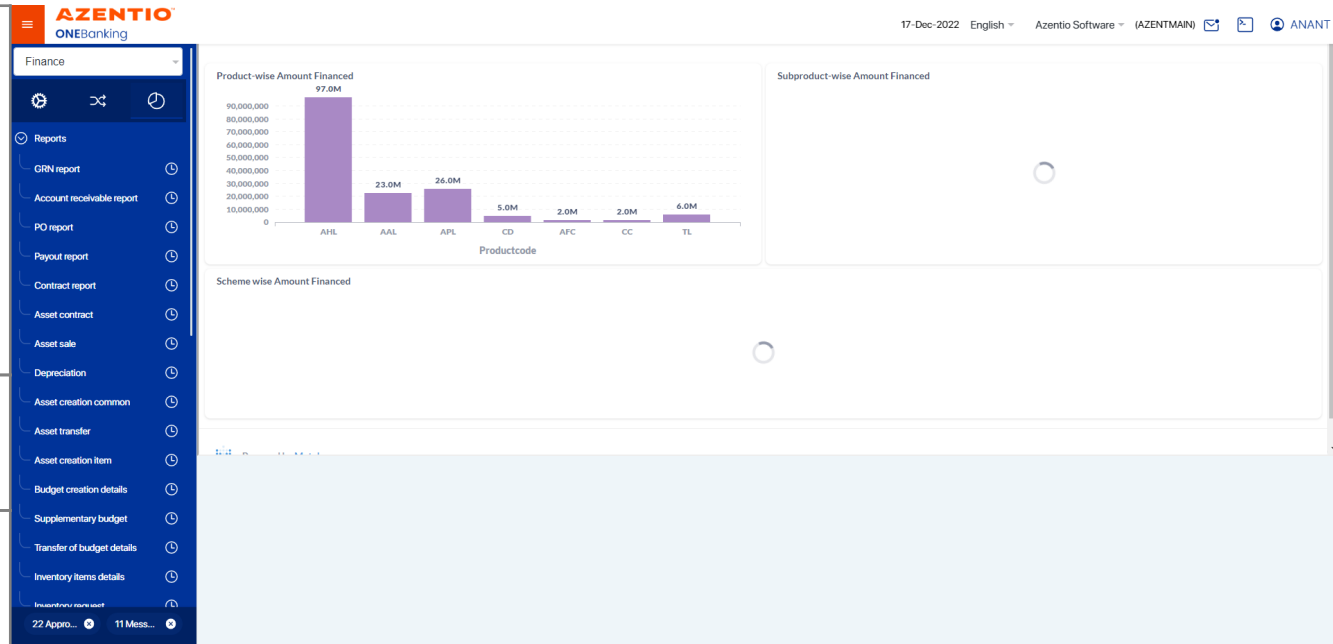 AZENTIO
ONEBanking
17-Dec-2022 English Azentio Software (AZENTMAIN) ANANT
Finance
Reports
GRN report
Account receivable report
PO report
Payout report
Contract report
Asset contract
Asset sale
Depreciation
Asset creation common
Asset transfer
Asset creation item
Budget creation details
Supplementary budget
Transfer of budget details
Inventory items details
Inventory request
22 Appro... 11 Mess...
Product-wise Amount Financed
97.0M
90,000,000
80,000,000
70,000,000
60,000,000
50,000,000
40,000,000
30,000,000
20,000,000
10,000,000
0
23.0M
26.0M
5.0M
2.0M
2.0M
6.0M
AHL AAL APL CD AFC CC TL
Productcode
Subproduct-wise Amount Financed
Scheme wise Amount Financed